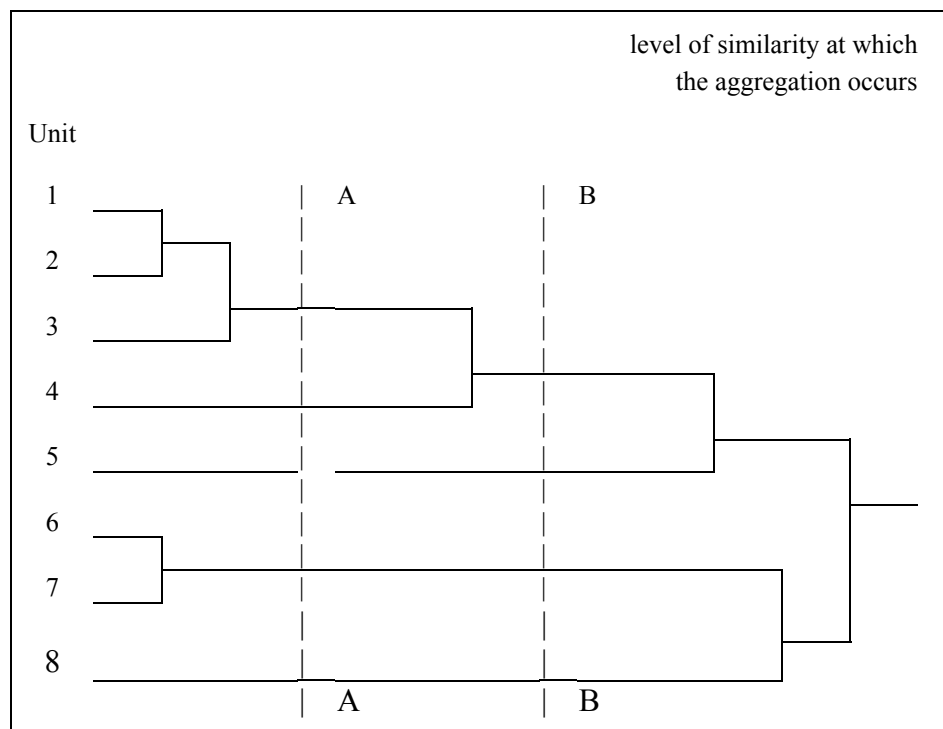 level of similarity at which
the aggregation occurs
Unit
1 A B
2
3
4
5
6
7
8
A B